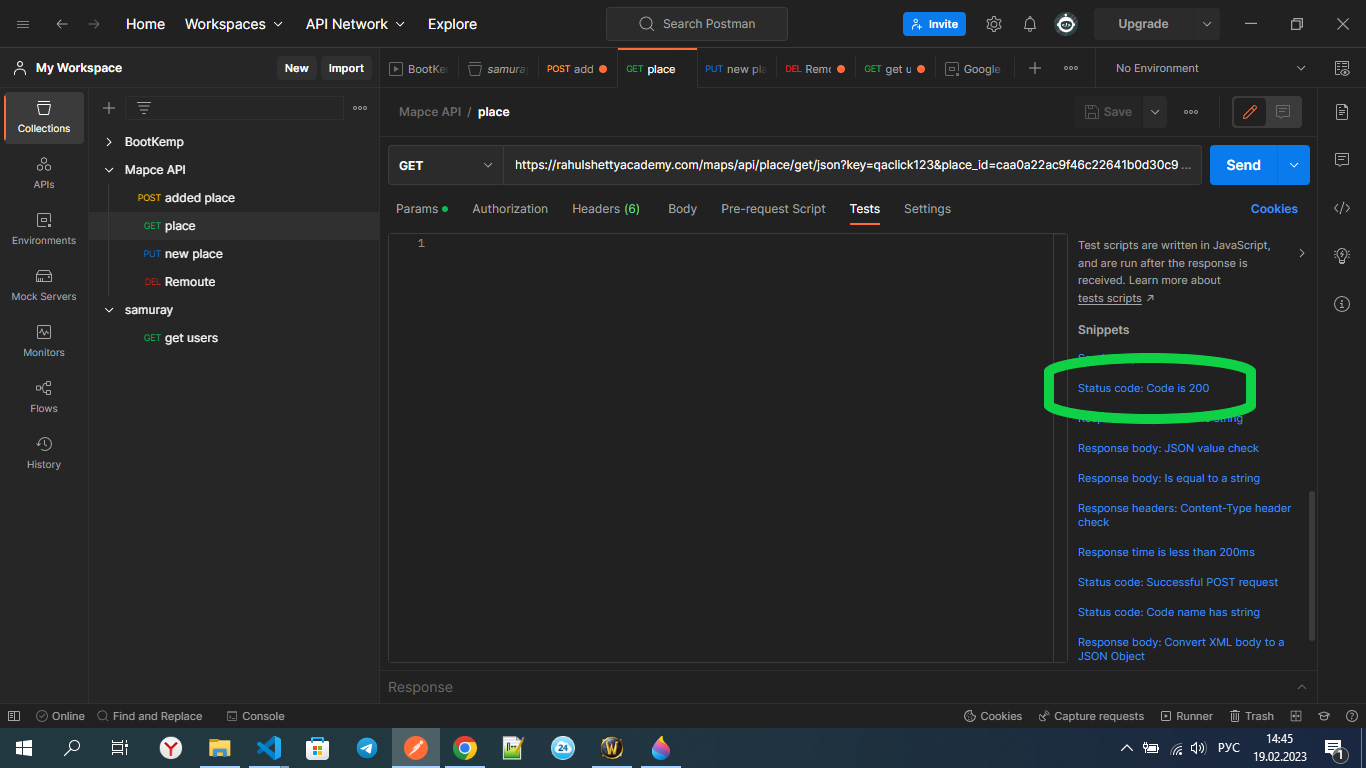 Home
Workspaces
API Network
Explore
Search Postman
Invite
Upgrade
My Workspace
New
Import
BootKe
samura
POST add
GET place
PUT new pla
DEL Remo
GET get u
Google
No Environment
Collections
APIs
Environments
Mock Servers
Monitors
Flows
History
BootKemp
Mapce API
POST added place
GET place
PUT new place
DEL Remoute
samuray
GET get users
Mapce API / place
Save
GET
https://rahulshettyacademy.com/maps/api/place/get/json?key=qaclick123&place_id=caa0a22ac9f46c22641b0d30c9 ...
Send
Params
Authorization
Headers (6)
Body
Pre-request Script
Tests
Settings
Cookies
1
Test scripts are written in JavaScript,
and are run after the response is
received. Learn more about
tests scripts
Snippets
Status code: Code is 200
string
Response body: JSON value check
Response body: Is equal to a string
Response headers: Content-Type header
check
Response time is less than 200ms
Status code: Successful POST request
Status code: Code name has string
Response body: Convert XML body to a
JSON Object
Response
Online
Find and Replace
Console
Cookies
Capture requests
Runner
Trash
24
РУС
14:45
19.02.2023
1